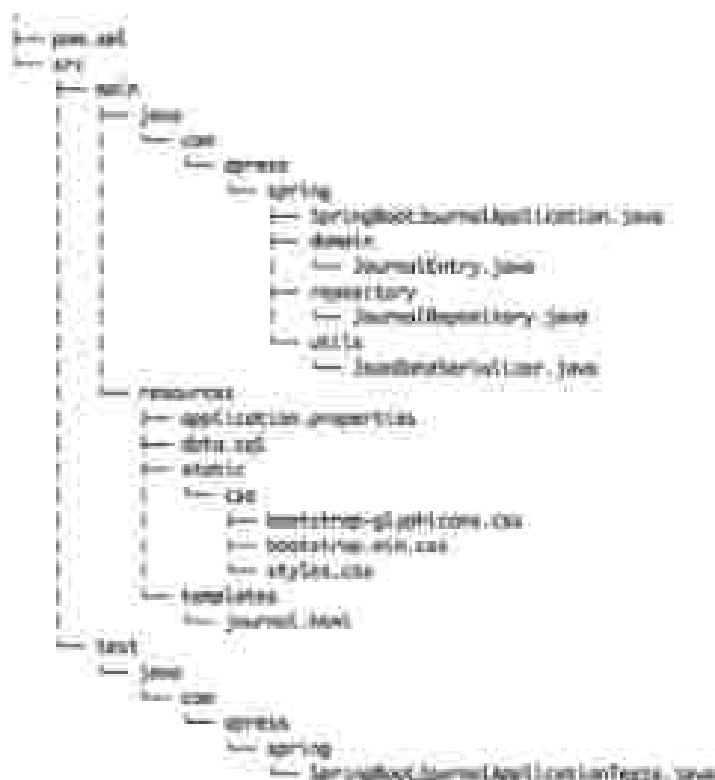 .
├── pom.xml
└── src
    ├── main
    │   ├── java
    │   │   └── com
    │   │       └── apress
    │   │           └── spring
    │   │               ├── SpringBootJournalApplication.java
    │   │               ├── domain
    │   │               │   └── JournalEntry.java
    │   │               ├── repository
    │   │               │   └── JournalRepository.java
    │   │               └── utils
    │   │                   └── JsonDateSerializer.java
    │   └── resources
    │       ├── application.properties
    │       ├── data.sql
    │       ├── static
    │       │   └── css
    │       │       ├── bootstrap-glyphicons.css
    │       │       ├── bootstrap.min.css
    │       │       └── styles.css
    │       └── templates
    │           └── journal.html
    └── test
        └── java
            └── com
                └── apress
                    └── spring
                        └── SpringBootJournalApplicationTests.java